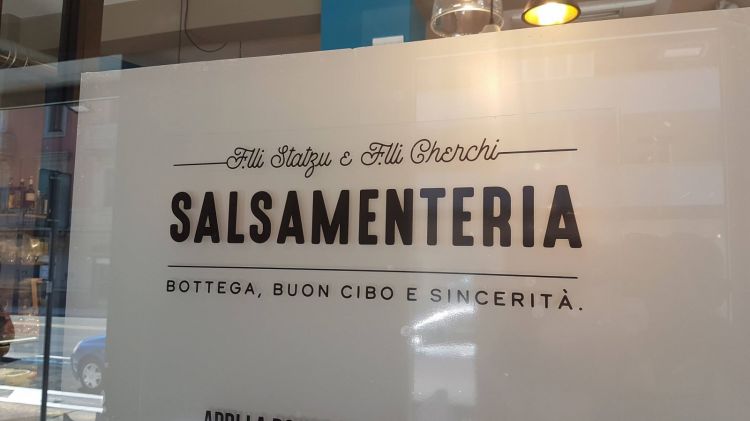 F.lli Statzu e F.lli Cherchi
SALSAMENTERIA
BOTTEGA, BUON CIBO E SINCERITÀ.